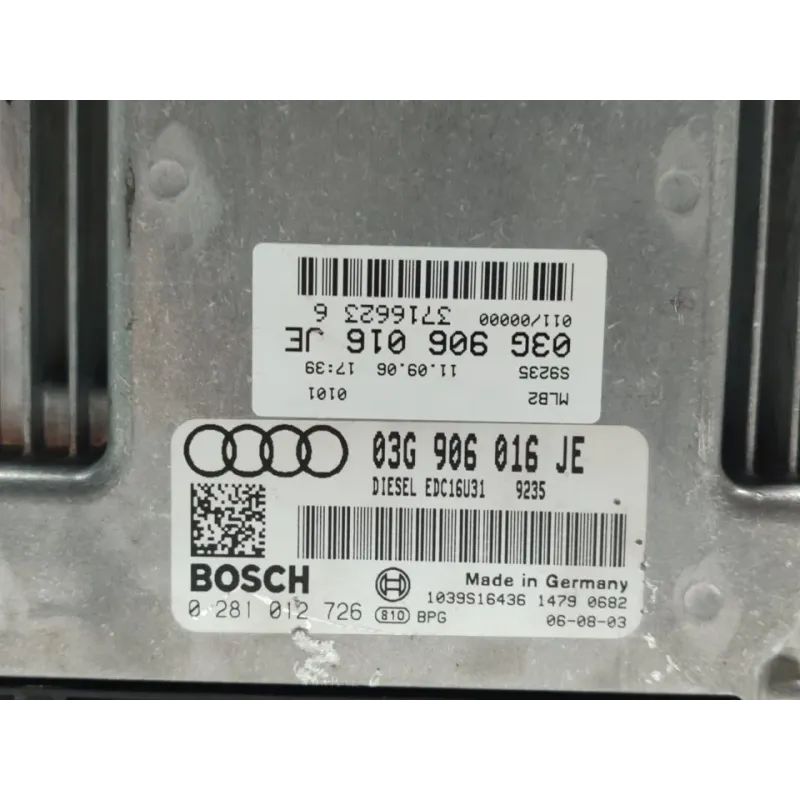 MLB2 0101
S9235 11.09.06 17:39
03G 906 016 JE
011/00000 3716623 6
03G 906 016 JE
DIESEL EDC16U31 9235
BOSCH
Made in Germany
1039S16436 1479 0682
0 281 012 726 810 BPG 06-08-03